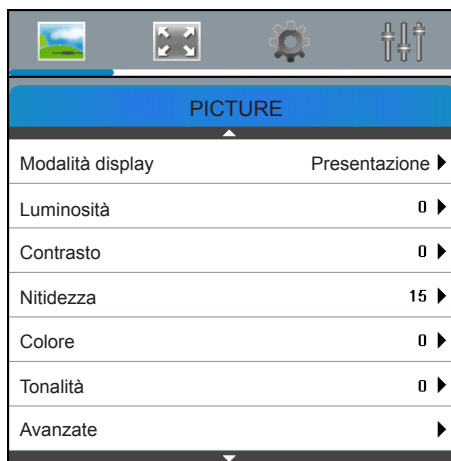 PICTURE
Modalità display Presentazione
Luminosità 0
Contrasto 0
Nitidezza 15
Colore 0
Tonalità 0
Avanzate